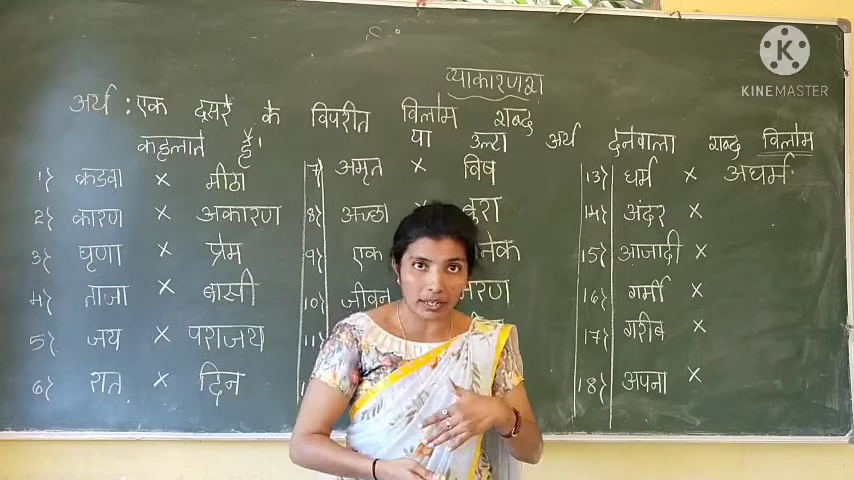 KINEMASTER
व्याकारणश
अर्थ : एक दूसरे के विपरीत विलोम शब्द
कहलाते हैं। या उल्टा अर्थ देनेवाला शब्द विलोम
1) कडवा × मीठा
2) कारण × अकारण
3) घृणा × प्रेम
4) ताजा × बासी
5) जय × पराजय
6) रात × दिन
7) अमृत × विष
8) अच्छा बुरा
9) एक नेक
10) जीवन मरण
11)
13) धर्म × अधर्म
14) अंदर ×
15) आजादी ×
16) गर्मी ×
17) गरीब ×
18) अपना ×